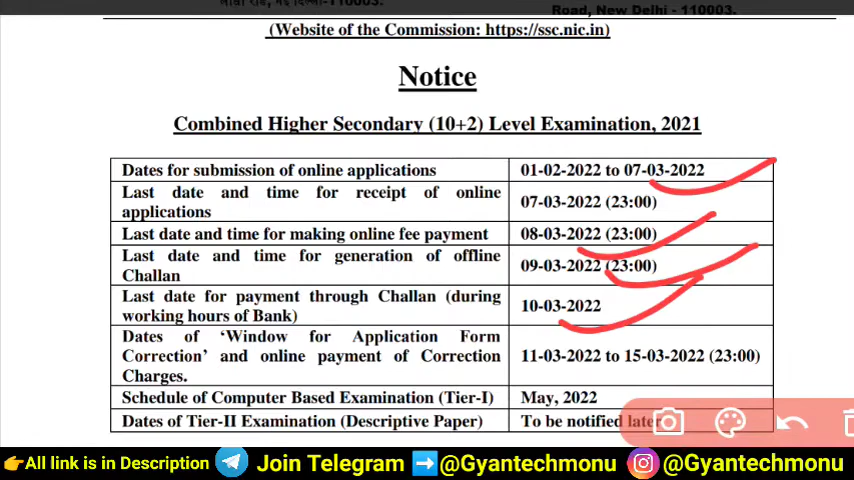 110003.
Road, New Delhi - 110003.
(Website of the Commission: https://ssc.nic.in)
Notice
Combined Higher Secondary (10+2) Level Examination, 2021
Dates for submission of online applications
01-02-2022 to 07-03-2022
Last date and time for receipt of online
applications
07-03-2022 (23:00)
Last date and time for making online fee payment
08-03-2022 (23:00)
Last date and time for generation of offline
Challan
09-03-2022 (23:00)
Last date for payment through Challan (during
working hours of Bank)
10-03-2022
Dates of ‘Window for Application Form
Correction’ and online payment of Correction
Charges.
11-03-2022 to 15-03-2022 (23:00)
Schedule of Computer Based Examination (Tier-I)
May, 2022
Dates of Tier-II Examination (Descriptive Paper)
To be notified later
All link is in Description Join Telegram @Gyantechmonu @Gyantechmonu